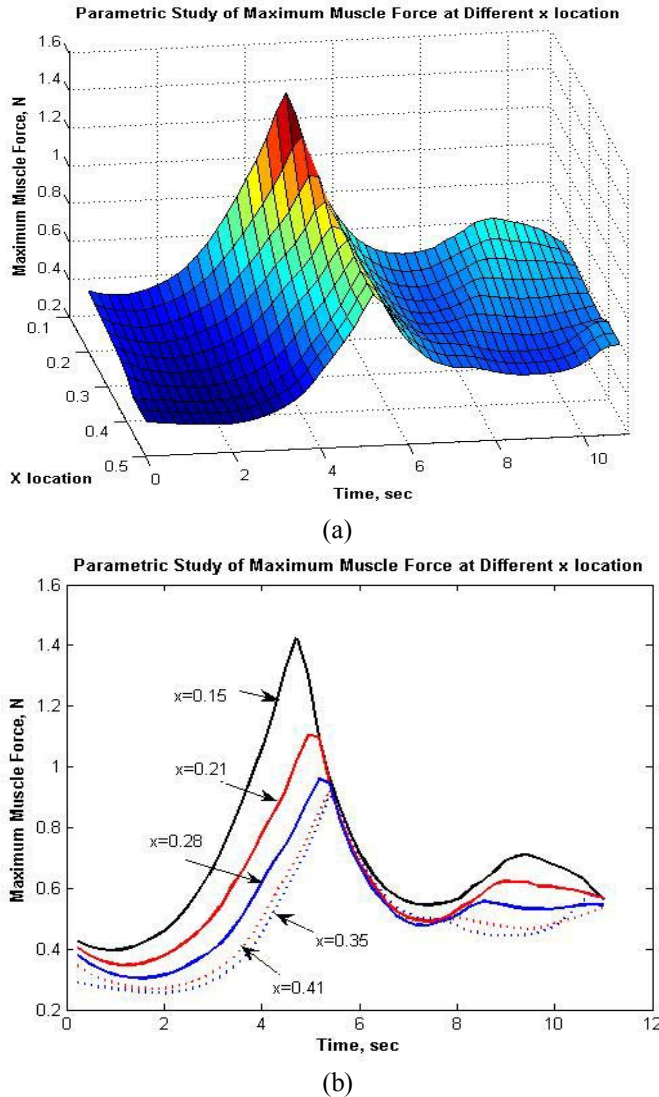 Parametric Study of Maximum Muscle Force at Different x location
1.6
1.4
1.2
1
0.8
0.6
0.4
0.2
Maximum Muscle Force, N
0.1
0.2
0.3
0.4
0.5
X location
0
2
4
6
8
10
Time, sec
(a)
Parametric Study of Maximum Muscle Force at Different x location
1.6
1.4
1.2
1
0.8
0.6
0.4
0.2
Maximum Muscle Force, N
x=0.15
x=0.21
x=0.28
x=0.35
x=0.41
0 2 4 6 8 10 12
Time, sec
(b)